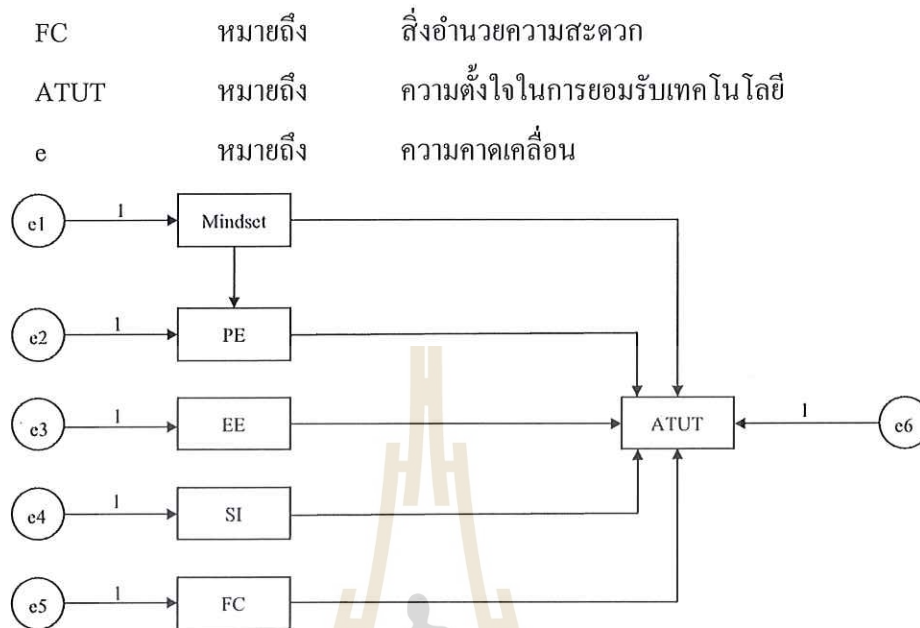 FC หมายถึง สิ่งอำนวยความสะดวก
ATUT หมายถึง ความตั้งใจในการยอมรับเทคโนโลยี
e หมายถึง ความคาดเคลื่อน
e1 1 Mindset
e2 1 PE
e3 1 EE ATUT 1 e6
e4 1 SI
e5 1 FC